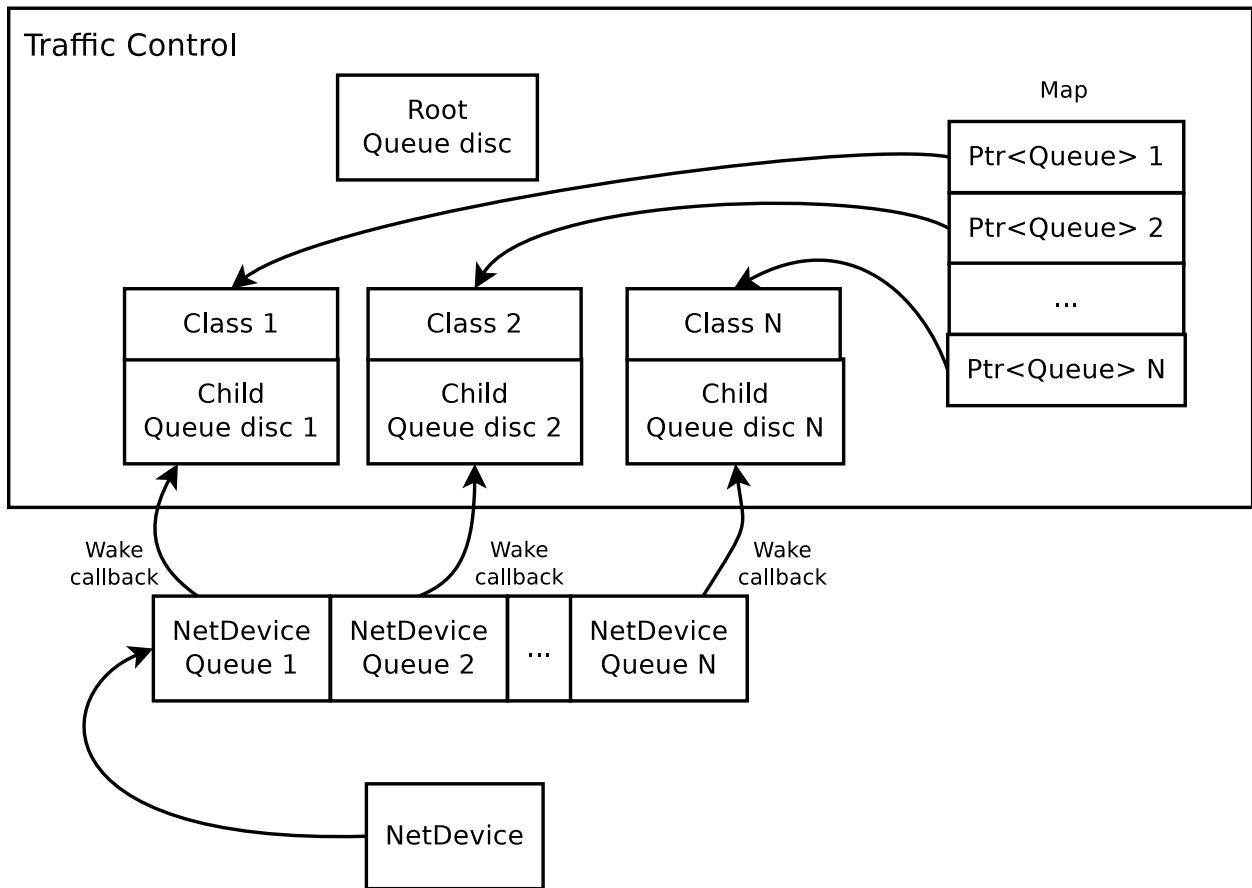 Traffic Control
Root
Queue disc
Map
Ptr<Queue> 1
Ptr<Queue> 2
...
Ptr<Queue> N
Class 1
Child
Queue disc 1
Class 2
Child
Queue disc 2
Class N
Child
Queue disc N
Wake
callback
Wake
callback
Wake
callback
NetDevice
Queue 1
NetDevice
Queue 2
...
NetDevice
Queue N
NetDevice